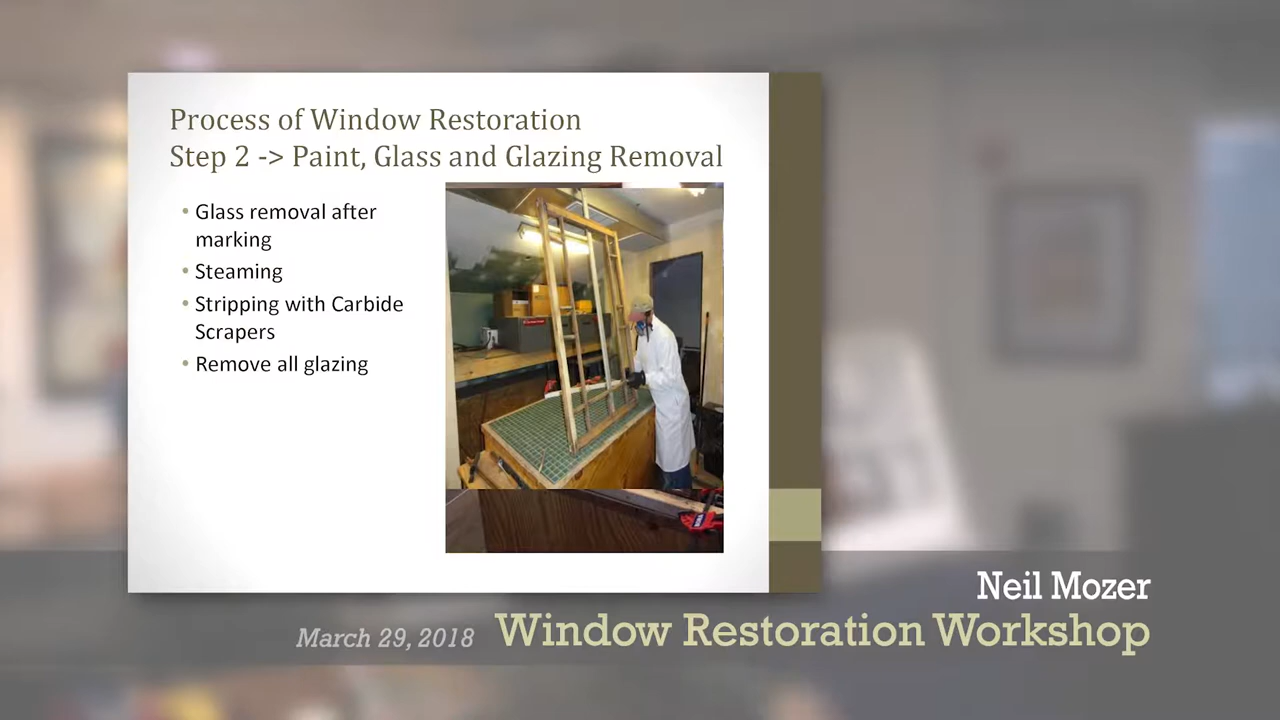 Process of Window Restoration
Step 2 -> Paint, Glass and Glazing Removal
• Glass removal after
marking
• Steaming
• Stripping with Carbide
Scrapers
• Remove all glazing
Neil Mozer
March 29, 2018 Window Restoration Workshop